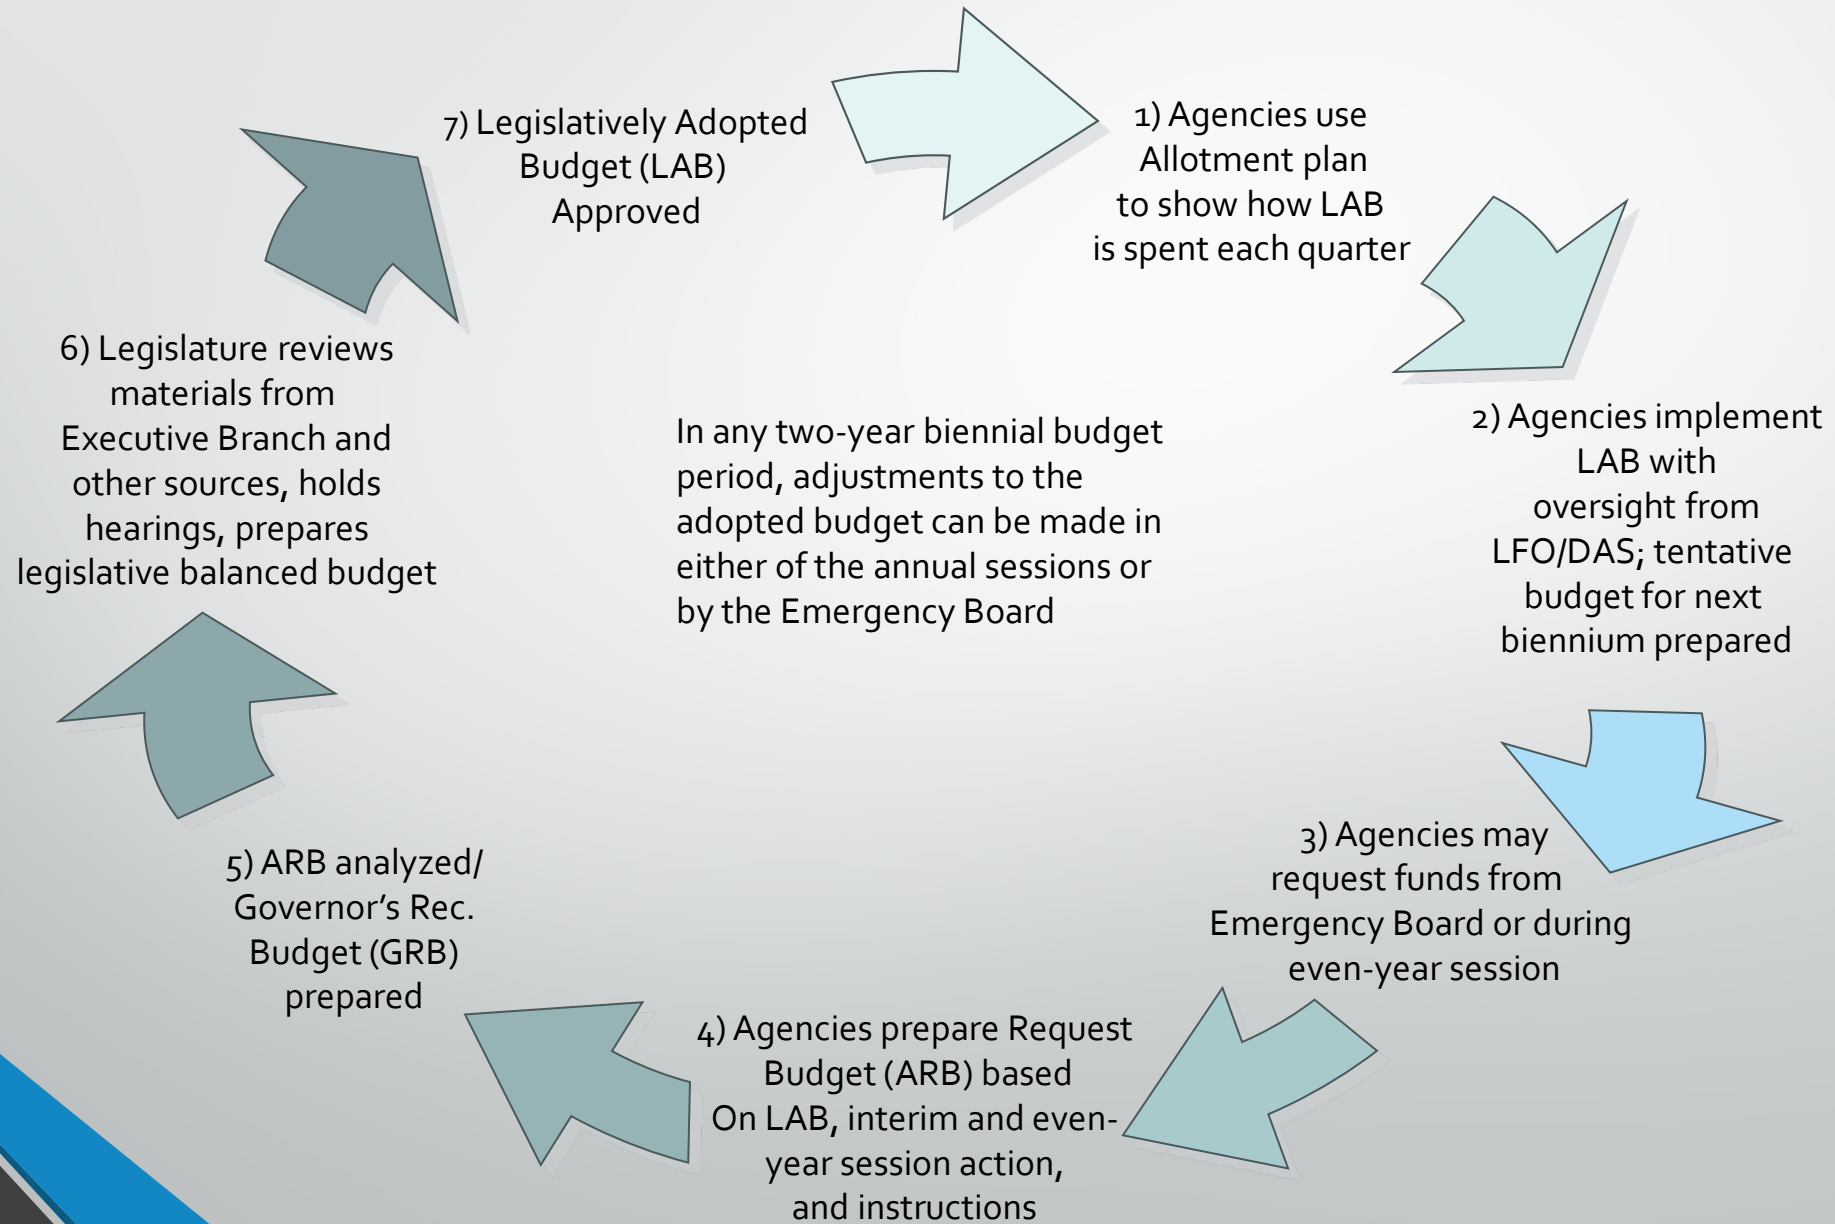 7) Legislatively Adopted
Budget (LAB)
Approved
1) Agencies use
Allotment plan
to show how LAB
is spent each quarter
2) Agencies implement
LAB with
oversight from
LFO/DAS; tentative
budget for next
biennium prepared
3) Agencies may
request funds from
Emergency Board or during
even-year session
4) Agencies prepare Request
Budget (ARB) based
On LAB, interim and even-
year session action,
and instructions
5) ARB analyzed/
Governor’s Rec.
Budget (GRB)
prepared
6) Legislature reviews
materials from
Executive Branch and
other sources, holds
hearings, prepares
legislative balanced budget
In any two-year biennial budget
period, adjustments to the
adopted budget can be made in
either of the annual sessions or
by the Emergency Board